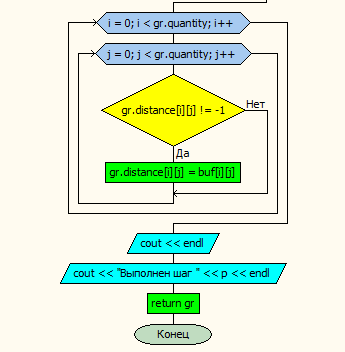 i = 0; i < gr.quantity; i++
j = 0; j < gr.quantity; j++
gr.distance[i][j] != -1
Нет
Да
gr.distance[i][j] = buf[i][j]
cout << endl
cout << "Выполнен шаг " << p << endl
return gr
Конец